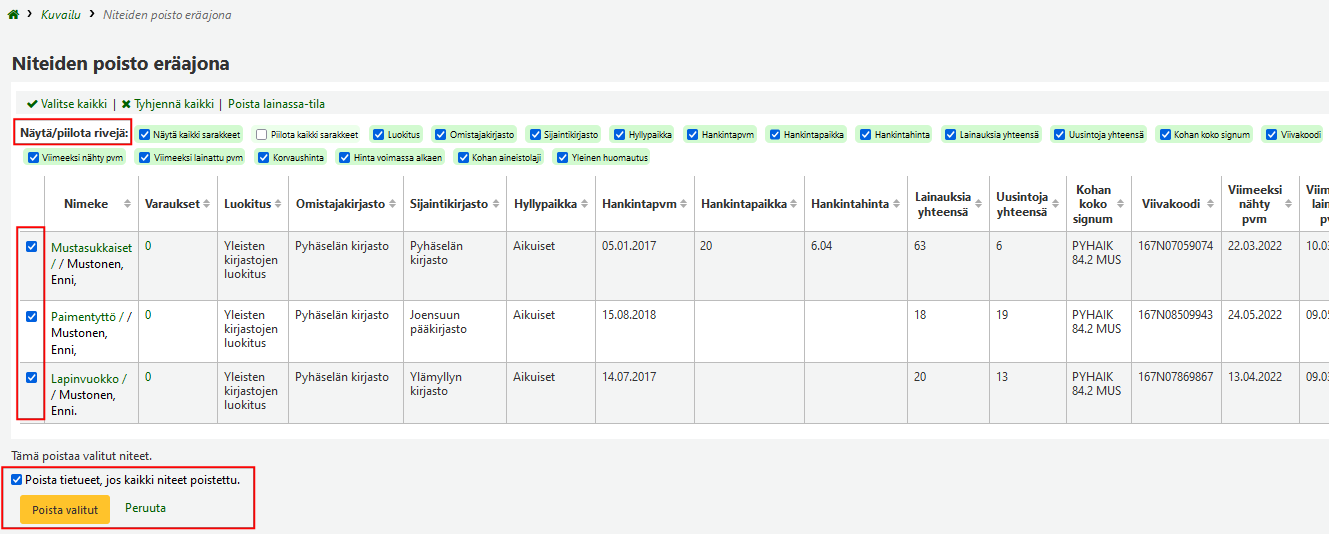 Kuvailu › Niteiden poisto eräajona
Niteiden poisto eräajona
Valitse kaikki | Tyhjennä kaikki | Poista lainassa-tila
Näytä/piilota rivejä: Näytä kaikki sarakkeet Piilota kaikki sarakkeet Luokitus Omistajakirjasto Sijaintikirjasto Hyllypaikka Hankintapvm Hankintapaikka Hankintahinta Lainauksia yhteensä Uusintoja yhteensä Kohan koko signum Viivakoodi
Viimeeksi nähty pvm Viimeeksi lainattu pvm Korvaushinta Hinta voimassa alkaen Kohan aineistolaji Yleinen huomautus
Lainauksia Uusintoja Kohan Viimeeksi Viim
Nimeke Varaukset Luokitus Omistajakirjasto Sijaintikirjasto Hyllypaikka Hankintapvm Hankintapaikka Hankintahinta yhteensä yhteensä koko Viivakoodi nähty lain
signum pvm p
Mustasukkaiset 0 Yleisten Pyhäselän kirjasto Pyhäselän Aikuiset 05.01.2017 20 6.04 63 6 PYHAIK 167N07059074 22.03.2022 10.0
/ / Mustonen, kirjastojen kirjasto 84.2 MUS
Enni, luokitus
Paimentyttö / / 0 Yleisten Pyhäselän kirjasto Joensuun Aikuiset 15.08.2018 18 19 PYHAIK 167N08509943 24.05.2022 09.0
Mustonen, kirjastojen pääkirjasto 84.2 MUS
Enni, luokitus
Lapinvuokko / 0 Yleisten Pyhäselän kirjasto Ylämyllyn Aikuiset 14.07.2017 20 13 PYHAIK 167N07869867 13.04.2022 09.0
/ Mustonen, kirjastojen kirjasto 84.2 MUS
Enni. luokitus
Tämä poistaa valitut niteet.
Poista tietueet, jos kaikki niteet poistettu.
Poista valitut Peruuta